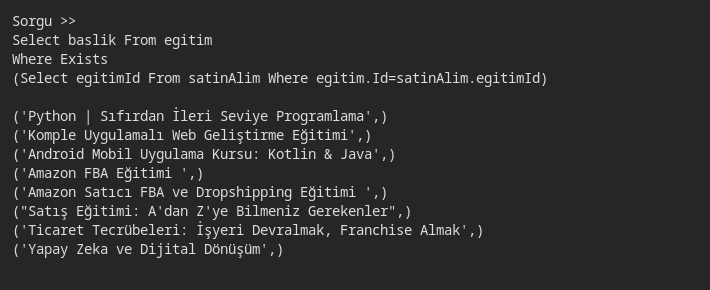 Sorgu >>
Select baslik From egitim
Where Exists
(Select egitimId From satinAlim Where egitim.Id=satinAlim.egitimId)
('Python | Sıfırdan İleri Seviye Programlama',)
('Komple Uygulamalı Web Geliştirme Eğitimi',)
('Android Mobil Uygulama Kursu: Kotlin & Java',)
('Amazon FBA Eğitimi ',)
('Amazon Satıcı FBA ve Dropshipping Eğitimi ',)
("Satış Eğitimi: A'dan Z'ye Bilmeniz Gerekenler",)
('Ticaret Tecrübeleri: İşyeri Devralmak, Franchise Almak',)
('Yapay Zeka ve Dijital Dönüşüm',)